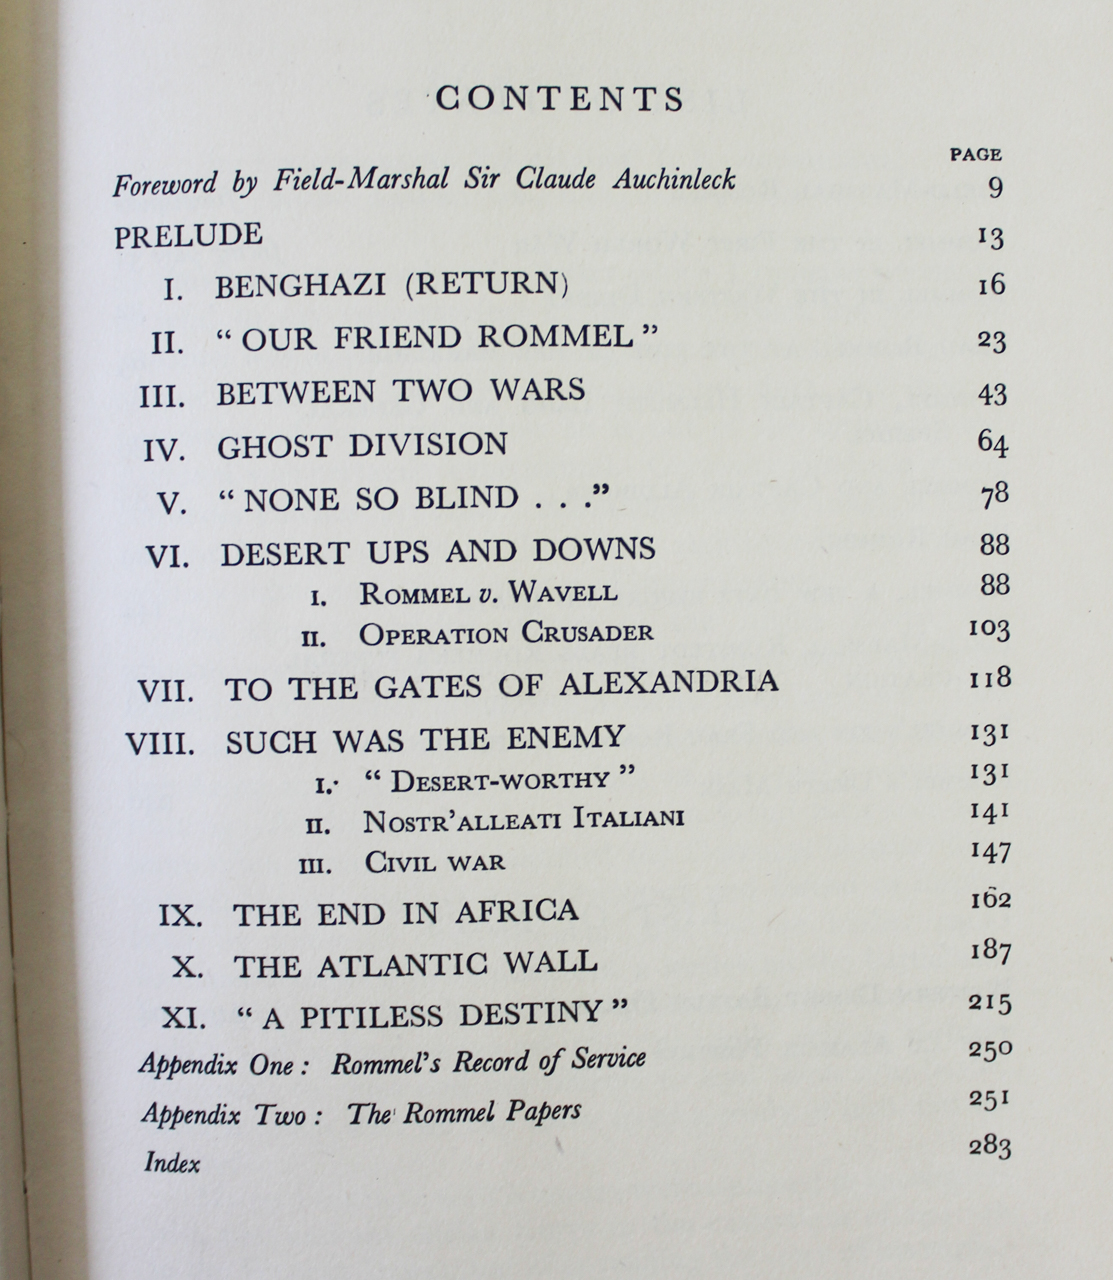 CONTENTS
PAGE
Foreword by Field-Marshal Sir Claude Auchinleck 9
PRELUDE 13
I. BENGHAZI (RETURN) 16
II. “ OUR FRIEND ROMMEL ” 23
III. BETWEEN TWO WARS 43
IV. GHOST DIVISION 64
V. “ NONE SO BLIND . . .” 78
VI. DESERT UPS AND DOWNS 88
I. ROMMEL v. WAVELL 88
II. OPERATION CRUSADER 103
VII. TO THE GATES OF ALEXANDRIA 118
VIII. SUCH WAS THE ENEMY 131
I. “ DESERT-WORTHY ” 131
II. NOSTR’ALLEATI ITALIANI 141
III. CIVIL WAR 147
IX. THE END IN AFRICA 162
X. THE ATLANTIC WALL 187
XI. “ A PITILESS DESTINY ” 215
Appendix One : Rommel’s Record of Service 250
Appendix Two : The Rommel Papers 251
Index 283